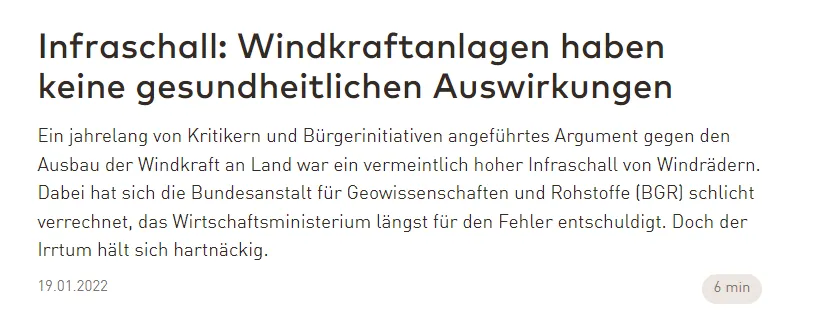 Infraschall: Windkraftanlagen haben
keine gesundheitlichen Auswirkungen
Ein jahrelang von Kritikern und Bürgerinitiativen angeführtes Argument gegen den
Ausbau der Windkraft an Land war ein vermeintlich hoher Infraschall von Windrädern.
Dabei hat sich die Bundesanstalt für Geowissenschaften und Rohstoffe (BGR) schlicht
verrechnet, das Wirtschaftsministerium längst für den Fehler entschuldigt. Doch der
Irrtum hält sich hartnäckig.
19.01.2022
6 min